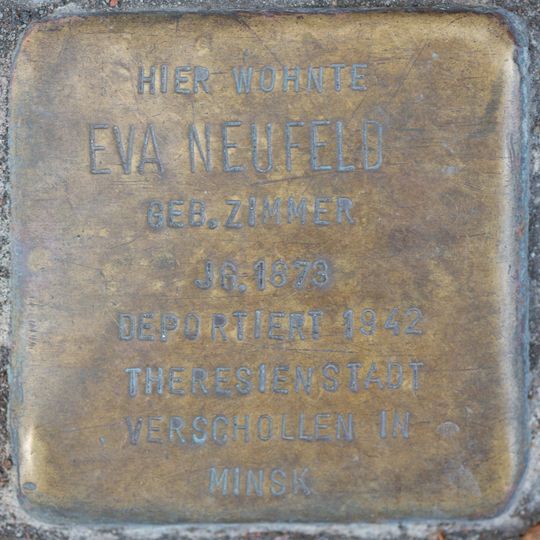 HIER WOHNTE
EVA NEUFELD
GEB. ZIMMER
JG. 1873
DEPORTIERT 1942
THERESIENSTADT
VERSCHOLLEN IN
MINSK